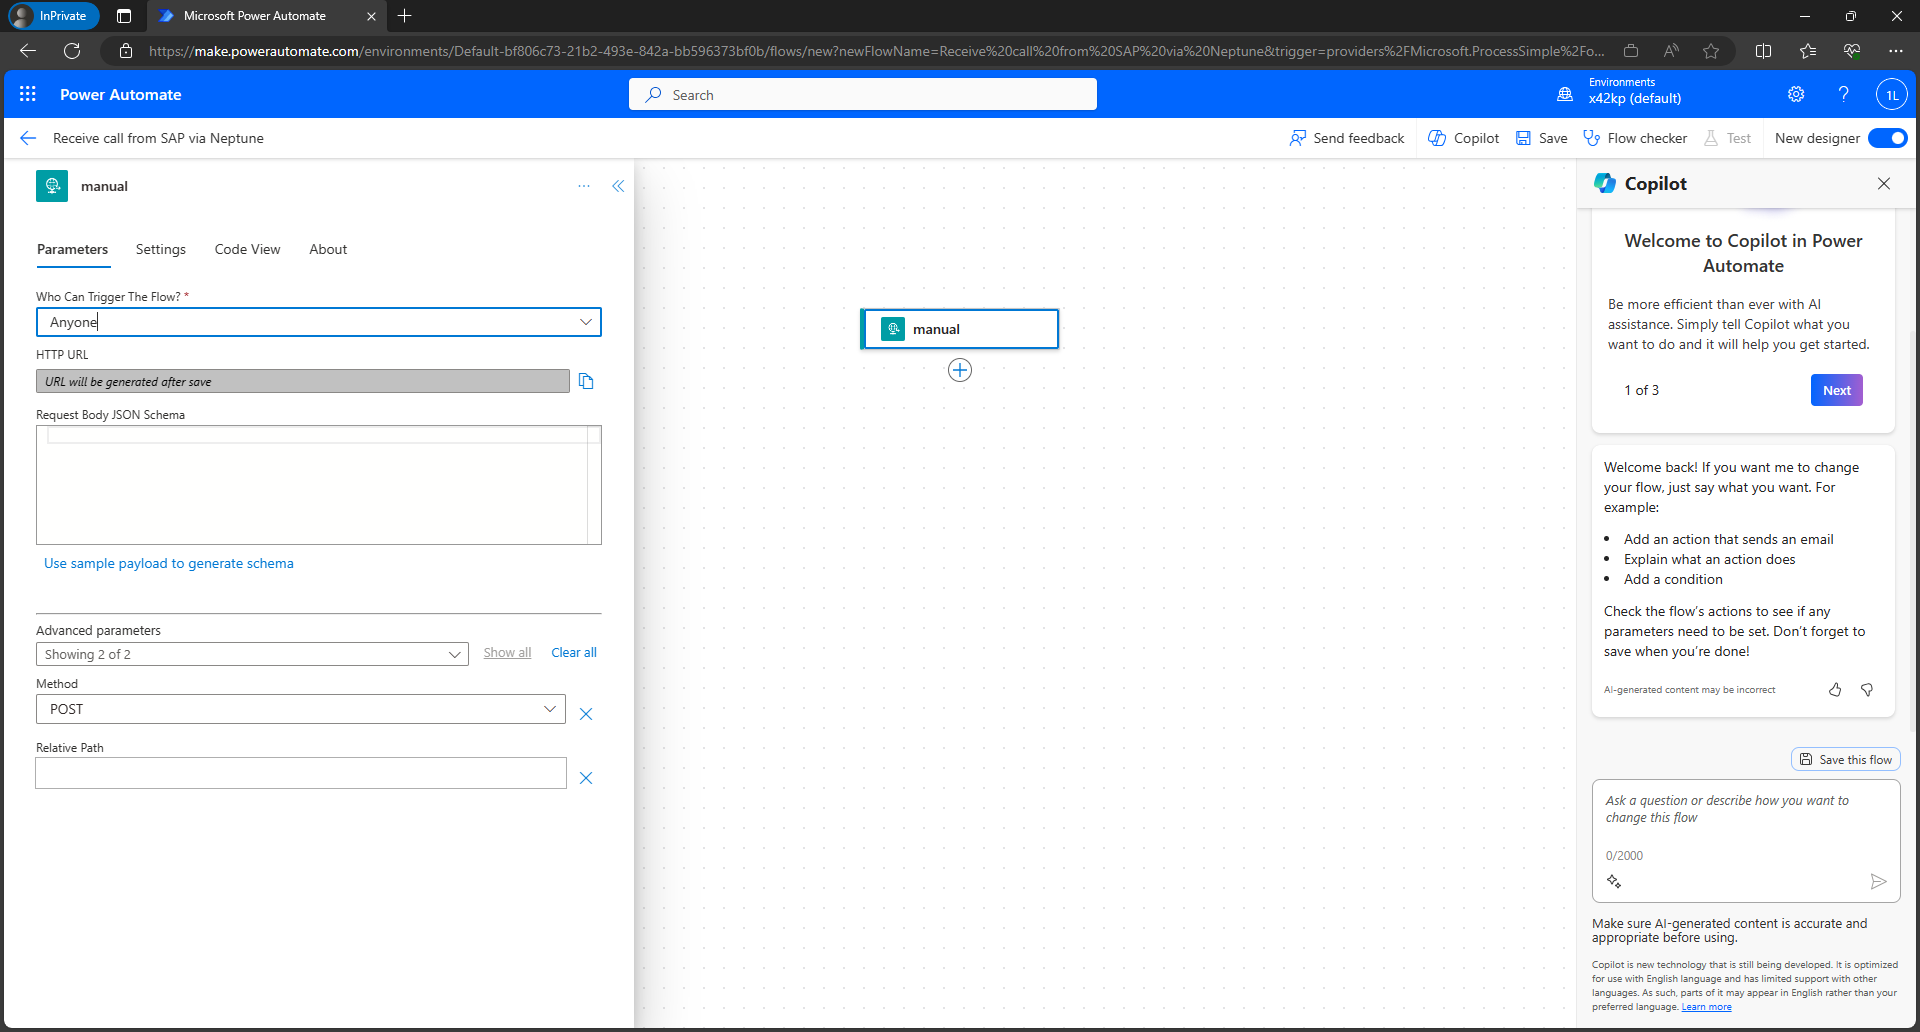 InPrivate
Microsoft Power Automate
https://make.powerautomate.com/environments/Default-bf806c73-21b2-493e-842a-bb596373bf0b/flows/new?newFlowName=Receive%20call%20from%20SAP%20via%20Neptune&trigger=providers%2FMicrosoft.ProcessSimple%2Fo...
Power Automate
Search
Environments
x42kp (default)
1L
Receive call from SAP via Neptune
Send feedback
Copilot
Save
Flow checker
Test
New designer
manual
Parameters
Settings
Code View
About
Who Can Trigger The Flow? *
Anyone
HTTP URL
URL will be generated after save
Request Body JSON Schema
Use sample payload to generate schema
Advanced parameters
Showing 2 of 2
Show all
Clear all
Method
POST
Relative Path
manual
Copilot
Welcome to Copilot in Power
Automate
Be more efficient than ever with AI
assistance. Simply tell Copilot what you
want to do and it will help you get started.
1 of 3
Next
Welcome back! If you want me to change
your flow, just say what you want. For
example:
• Add an action that sends an email
• Explain what an action does
• Add a condition
Check the flow's actions to see if any
parameters need to be set. Don't forget to
save when you're done!
AI-generated content may be incorrect
Save this flow
Ask a question or describe how you want to
change this flow
0/2000
Make sure AI-generated content is accurate and
appropriate before using.
Copilot is new technology that is still being developed. It is optimized
for use with English language and has limited support with other
languages. As such, parts of it may appear in English rather than your
preferred language. Learn more